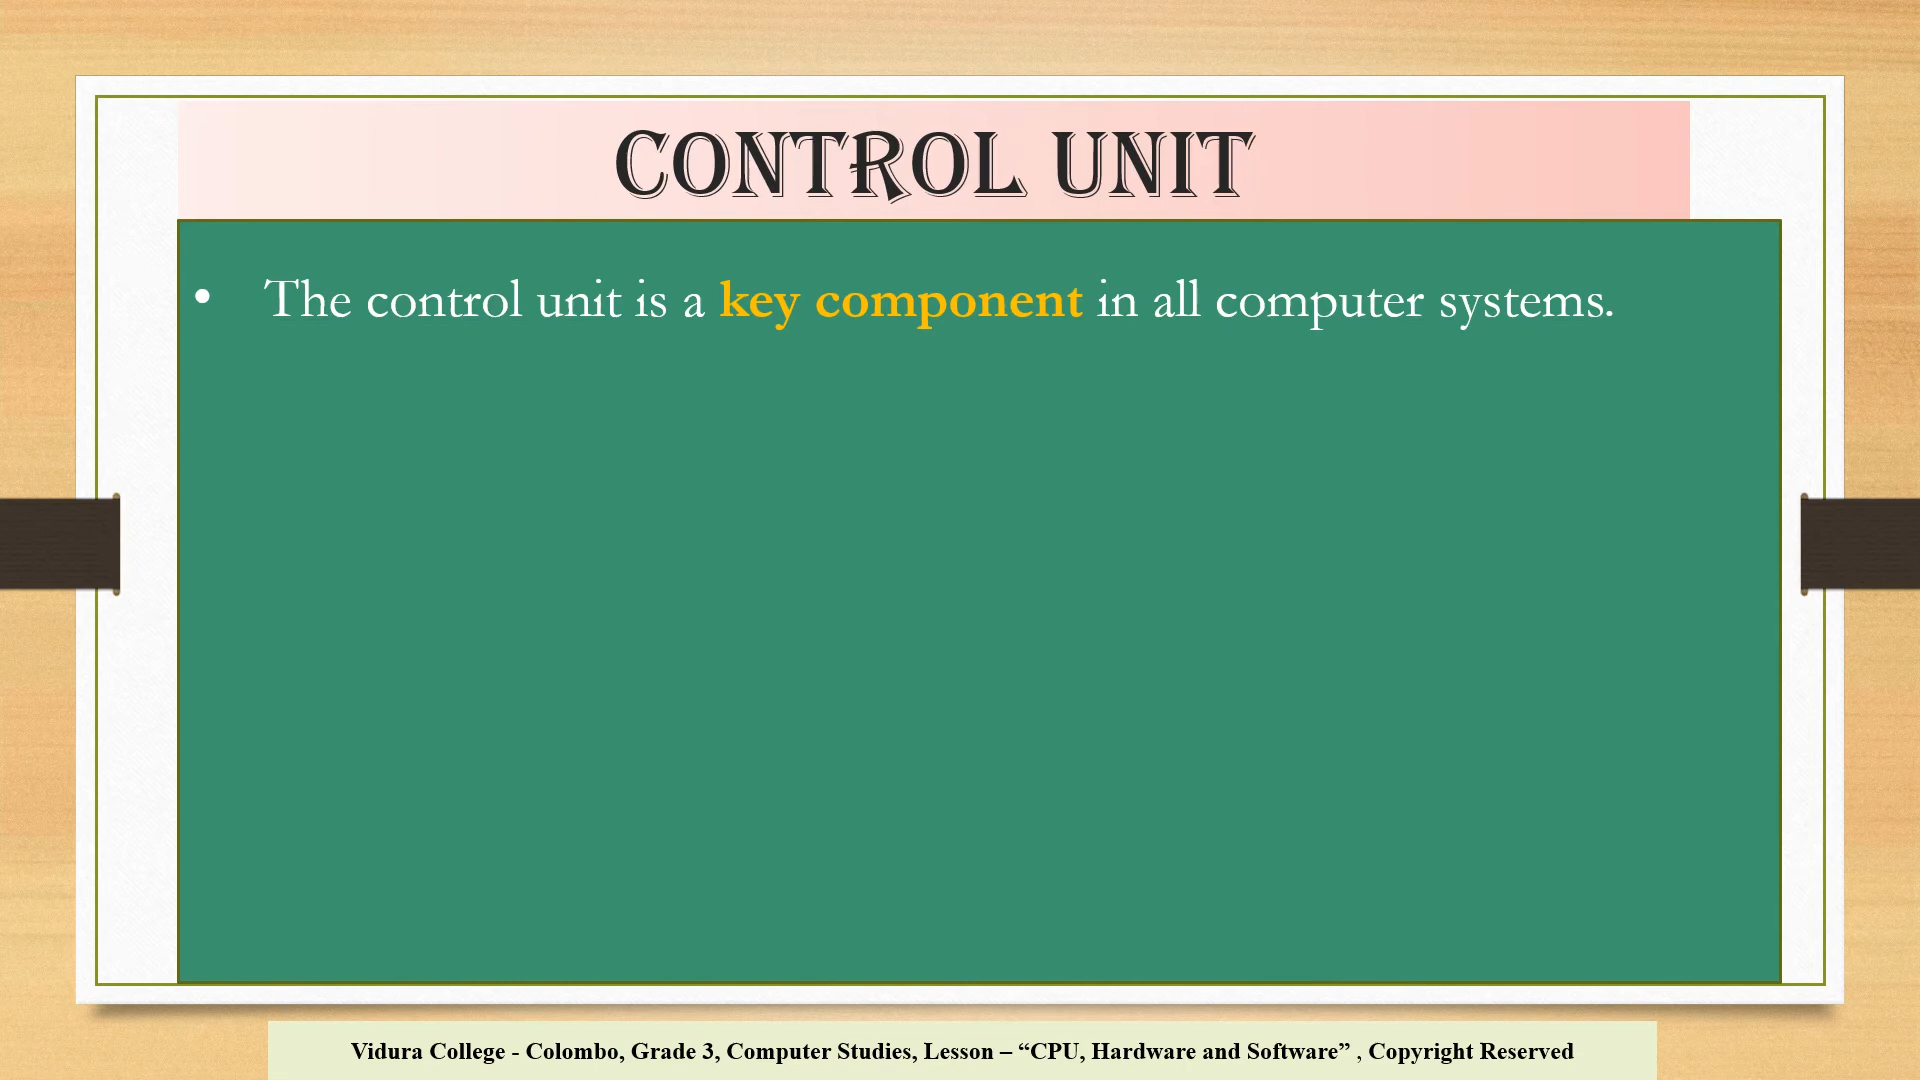 CONTROL UNIT
• The control unit is a key component in all computer systems.
Vidura College - Colombo, Grade 3, Computer Studies, Lesson – “CPU, Hardware and Software” , Copyright Reserved